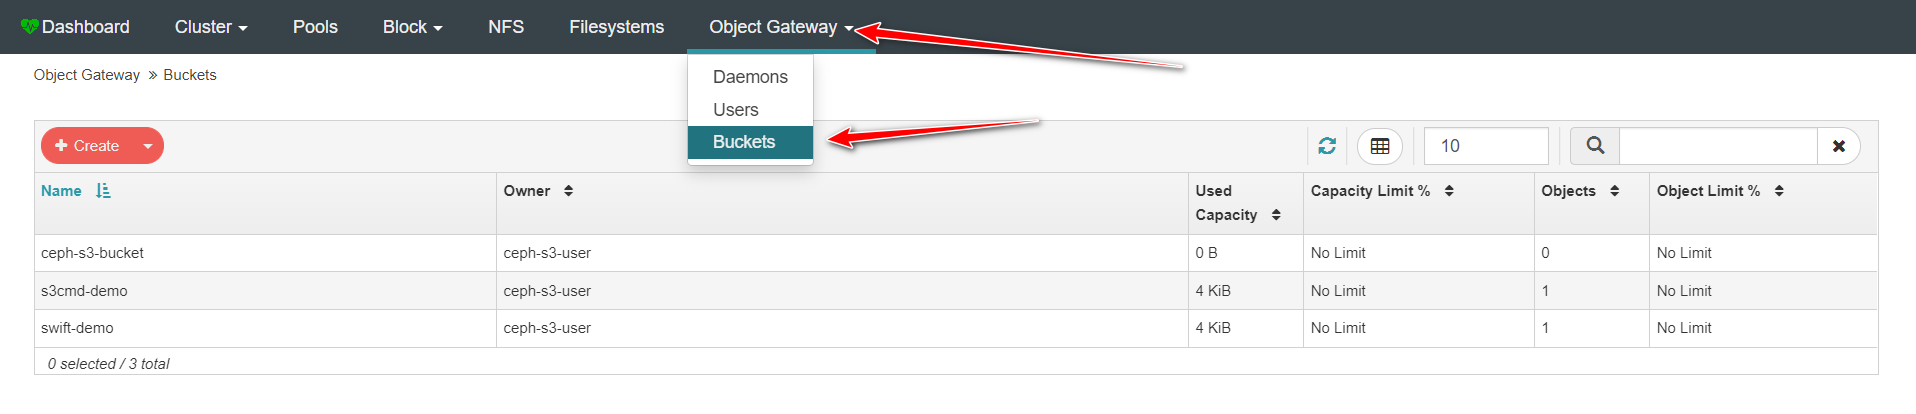 Dashboard Cluster Pools Block NFS Filesystems Object Gateway
Object Gateway » Buckets
Daemons
Users
Buckets
+ Create
10
Name Owner Used Capacity Capacity Limit % Objects Object Limit %
ceph-s3-bucket ceph-s3-user 0 B No Limit 0 No Limit
s3cmd-demo ceph-s3-user 4 KiB No Limit 1 No Limit
swift-demo ceph-s3-user 4 KiB No Limit 1 No Limit
0 selected / 3 total